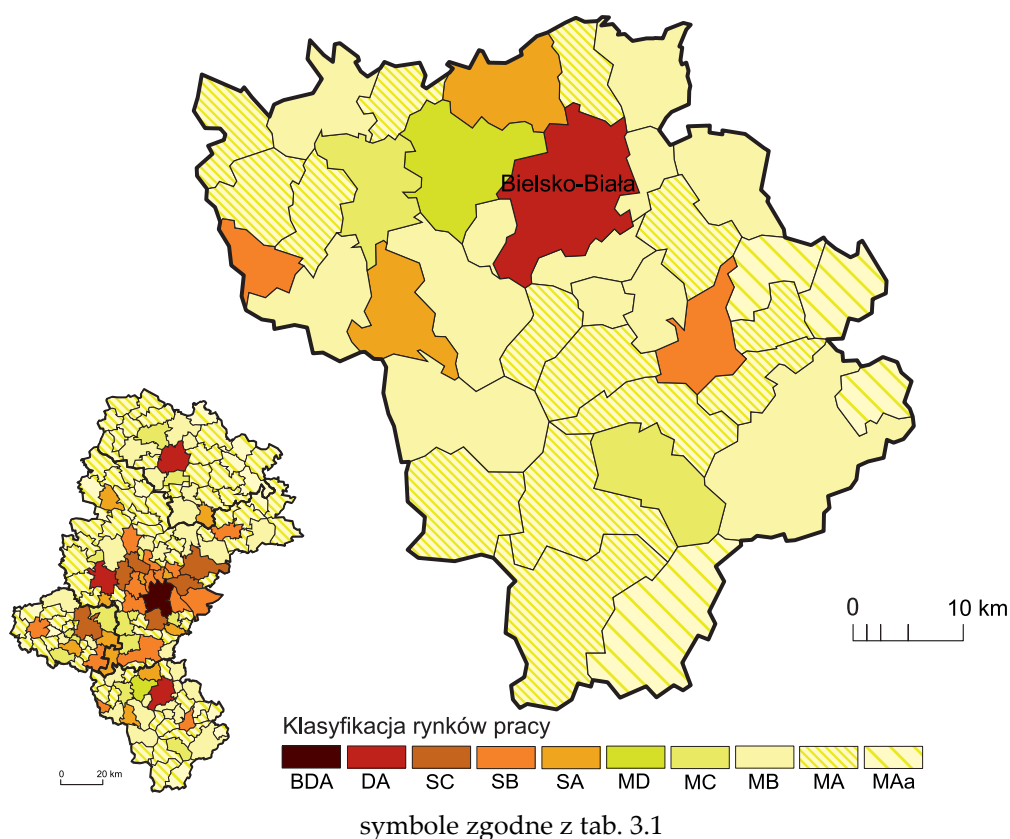 Bielsko-Biała
0 10 km
Klasyfikacja rynków pracy
BDA DA SC SB SA MD MC MB MA MAa
0 20 km
symbole zgodne z tab. 3.1